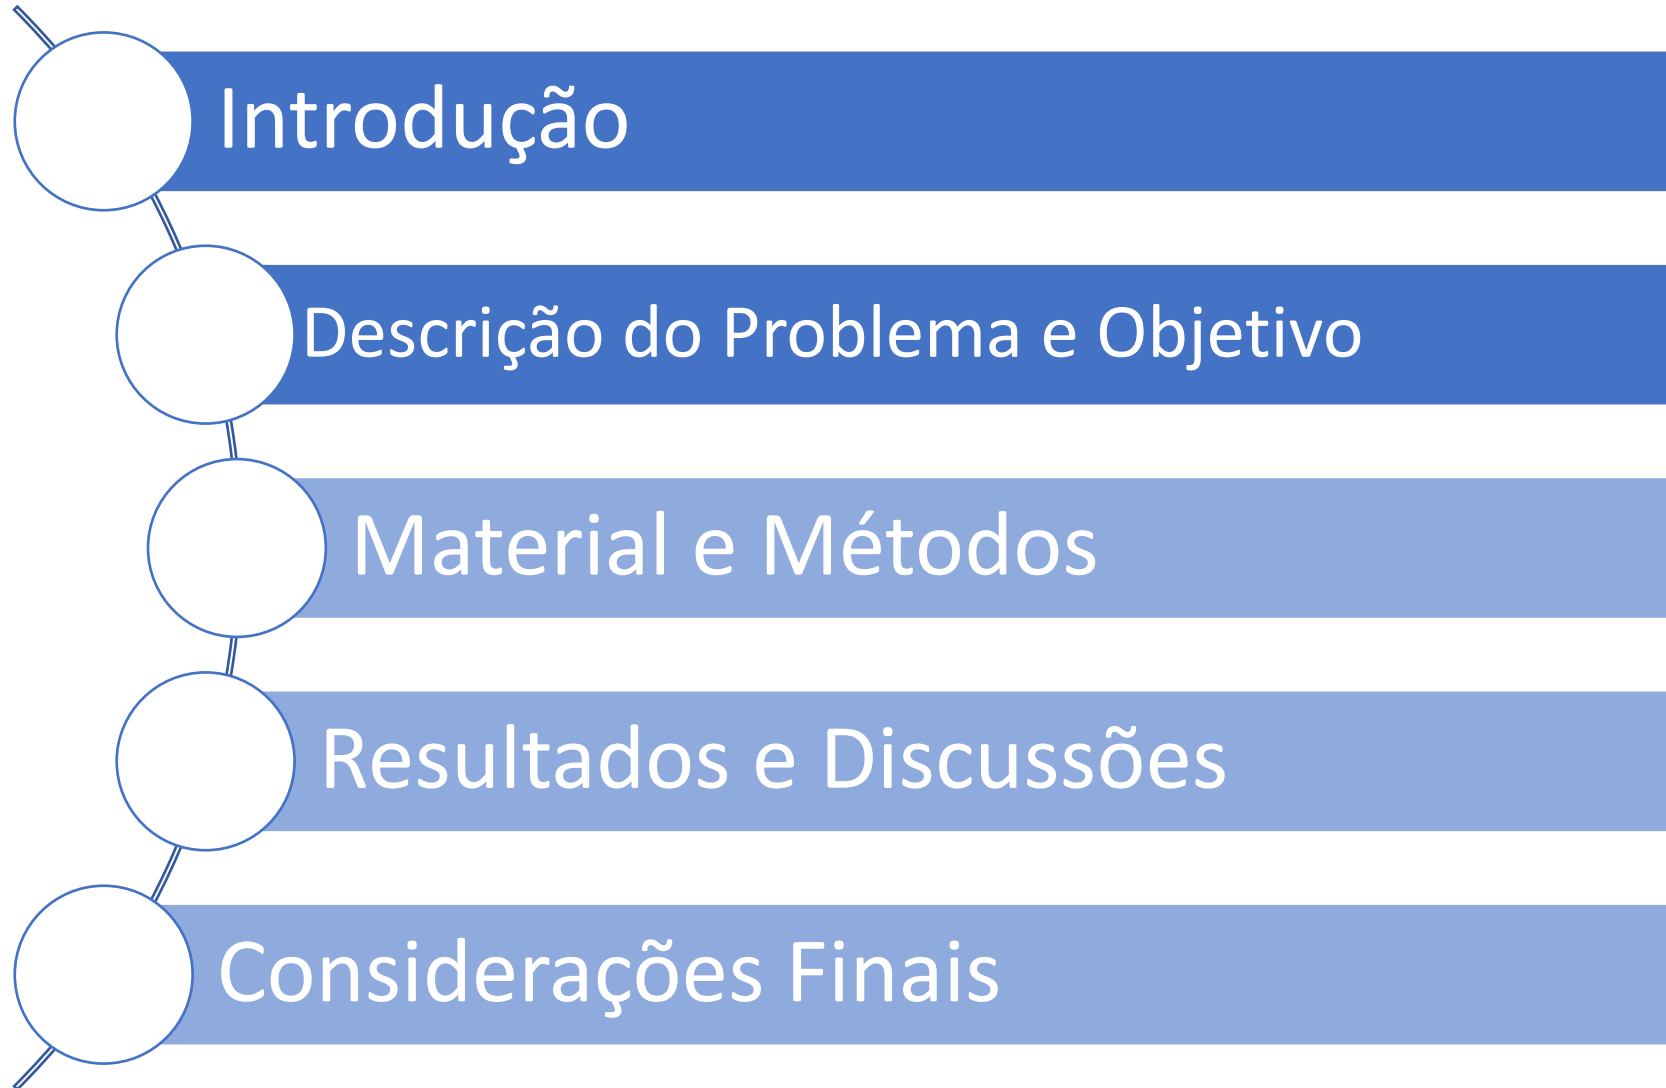 Introdução
Descrição do Problema e Objetivo
Material e Métodos
Resultados e Discussões
Considerações Finais